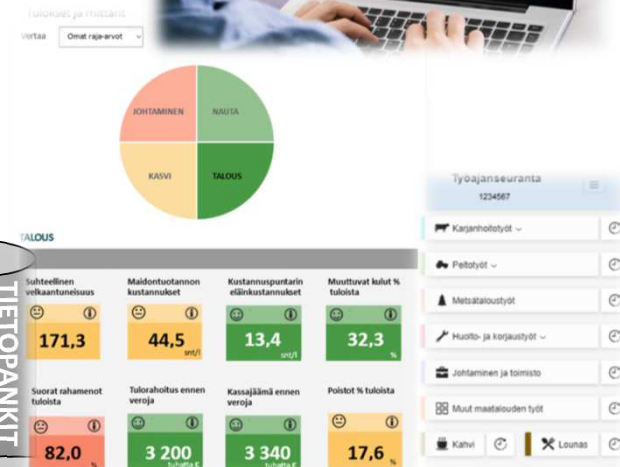 Tulokset ja mittarit
Vertaa
Omat raja-arvot
JOHTAMINEN
NAUTA
KASVI
TALOUS
TALOUS
TIETOPANKIT
Suhteellinen
velkaantuneisuus
171,3
Maidontuotannon
kustannukset
44,5
snt/l
Kustannuspuntarin
eläinkustannukset
13,4
snt/l
Muuttuvat kulut %
tuloista
32,3
%
Suorat rahamenot
tuloista
82,0
%
Tulorahoitus ennen
veroja
3 200
tuhatta €
Kassajäämä ennen
veroja
3 340
tuhatta €
Poistot % tuloista
17,6
%
Työajanseuranta
1234567
Karjanhoitotyöt
Peltotyöt
Metsätaloustyöt
Huolto- ja korjaustyöt
Johtaminen ja toimisto
Muut maatalouden työt
Kahvi
Lounas